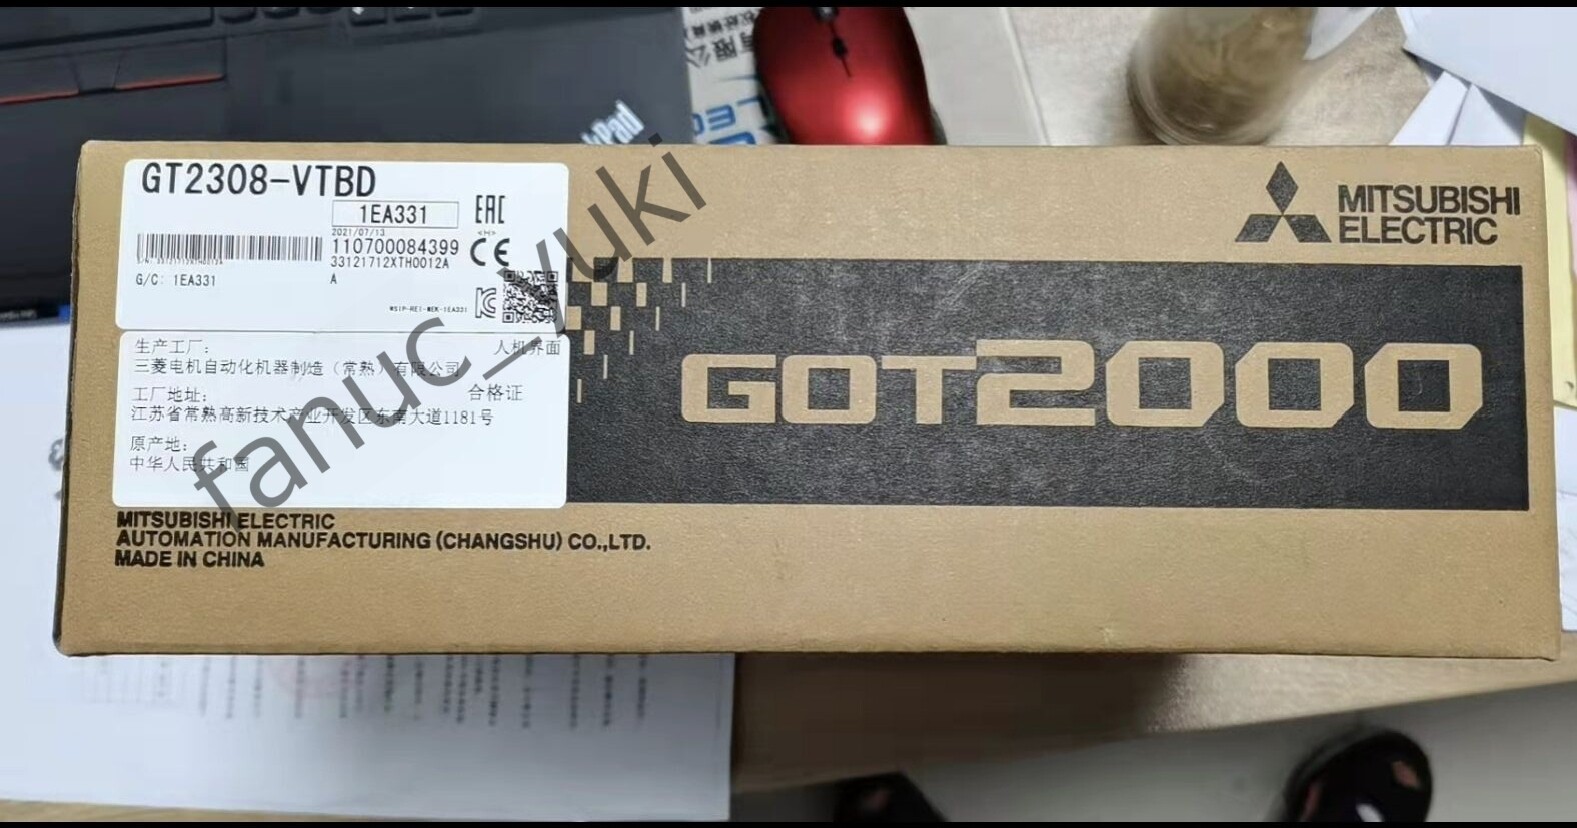 GT2308-VTBD
1EA331
EAC
2021/07/13
110700084399
CE
33121712XTH0012A
G/C: 1EA331
A
MSIP-REI-MEK-1EA331
生产工厂: 人机界面
三菱电机自动化机器制造（常熟）有限公司
工厂地址: 合格证
江苏省常熟高新技术产业开发区东南大道1181号
原产地:
中华人民共和国
MITSUBISHI ELECTRIC
AUTOMATION MANUFACTURING (CHANGSHU) CO.,LTD.
MADE IN CHINA
MITSUBISHI
ELECTRIC
GOT2000
fanuc_yuki